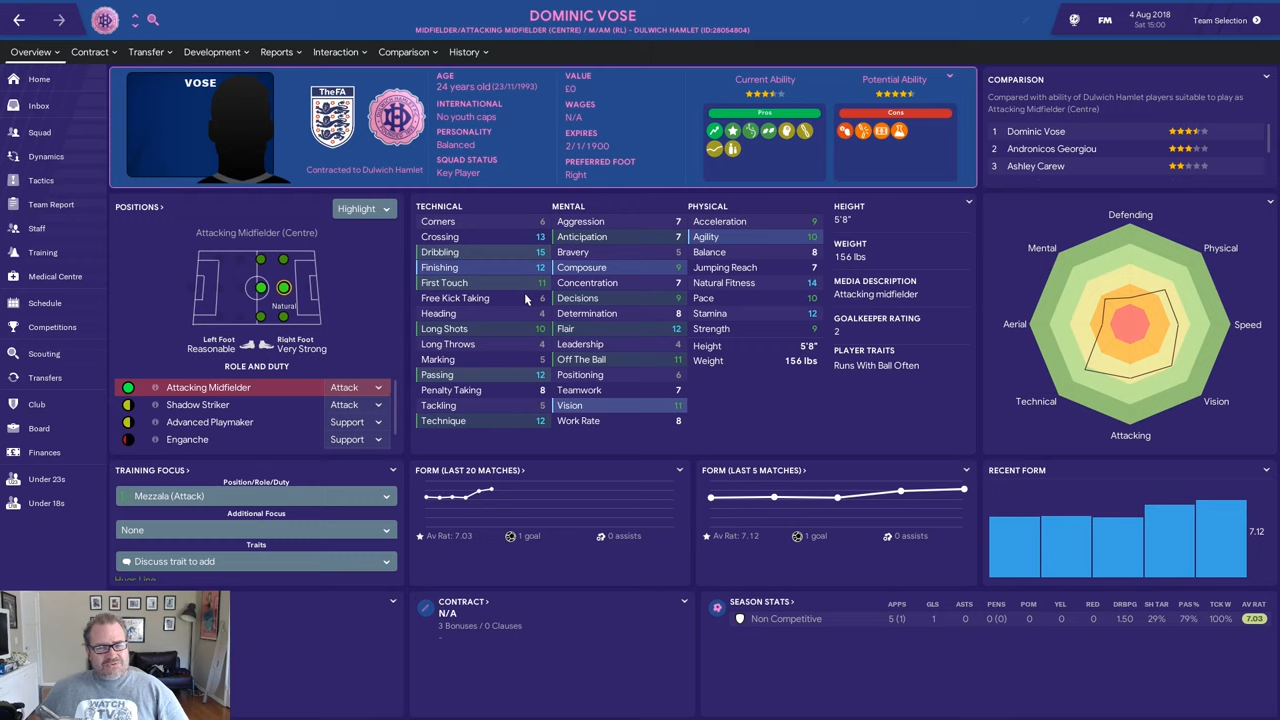 DOMINIC VOSE
MIDFIELDER/ATTACKING MIDFIELDER (CENTRE) / M/AM (RL) - DULWICH HAMLET (ID:28054804)
FM
4 Aug 2018
Sat 15:00
Team Selection
Overview
Contract
Transfer
Development
Reports
Interaction
Comparison
History
Home
Inbox
Squad
Dynamics
Tactics
Team Report
Staff
Training
Medical Centre
Schedule
Competitions
Scouting
Transfers
Club
Board
Finances
Under 23s
Under 18s
VOSE
TheFA
Contracted to Dulwich Hamlet
AGE
24 years old (23/11/1993)
INTERNATIONAL
No youth caps
PERSONALITY
Balanced
SQUAD STATUS
Key Player
VALUE
£0
WAGES
N/A
EXPIRES
2/1/1900
PREFERRED FOOT
Right
Current Ability
Pros
Potential Ability
Cons
COMPARISON
Compared with ability of Dulwich Hamlet players suitable to play as
Attacking Midfielder (Centre)
1 Dominic Vose
2 Andronicos Georgiou
3 Ashley Carew
POSITIONS
Highlight
Attacking Midfielder (Centre)
Natural
Left Foot
Reasonable
Right Foot
Very Strong
ROLE AND DUTY
Attacking Midfielder Attack
Shadow Striker Attack
Advanced Playmaker Support
Enganche Support
TECHNICAL
Corners 6
Crossing 13
Dribbling 15
Finishing 12
First Touch 11
Free Kick Taking 6
Heading 4
Long Shots 10
Long Throws 4
Marking 5
Passing 12
Penalty Taking 8
Tackling 5
Technique 12
MENTAL
Aggression 7
Anticipation 7
Bravery 5
Composure 9
Concentration 7
Decisions 9
Determination 8
Flair 12
Leadership 4
Off The Ball 11
Positioning 6
Teamwork 7
Vision 11
Work Rate 8
PHYSICAL
Acceleration 9
Agility 10
Balance 8
Jumping Reach 7
Natural Fitness 14
Pace 10
Stamina 12
Strength 9
Height 5'8"
Weight 156 lbs
HEIGHT
5'8"
WEIGHT
156 lbs
MEDIA DESCRIPTION
Attacking midfielder
GOALKEEPER RATING
2
PLAYER TRAITS
Runs With Ball Often
Defending
Physical
Speed
Vision
Attacking
Technical
Aerial
Mental
TRAINING FOCUS
Position/Role/Duty
Mezzala (Attack)
Additional Focus
None
Traits
Discuss trait to add
Hugs Line
FORM (LAST 20 MATCHES)
Av Rat: 7.03
1 goal
0 assists
FORM (LAST 5 MATCHES)
Av Rat: 7.12
1 goal
0 assists
RECENT FORM
7.12
CONTRACT
N/A
3 Bonuses / 0 Clauses
-
SEASON STATS
APPS GLS ASTS PENS POM YEL RED DRBPG SH TAR PAS % TCK W AV RAT
Non Competitive 5 (1) 1 0 0 (0) 0 0 0 1.50 29% 79% 100% 7.03
WATCH
TV